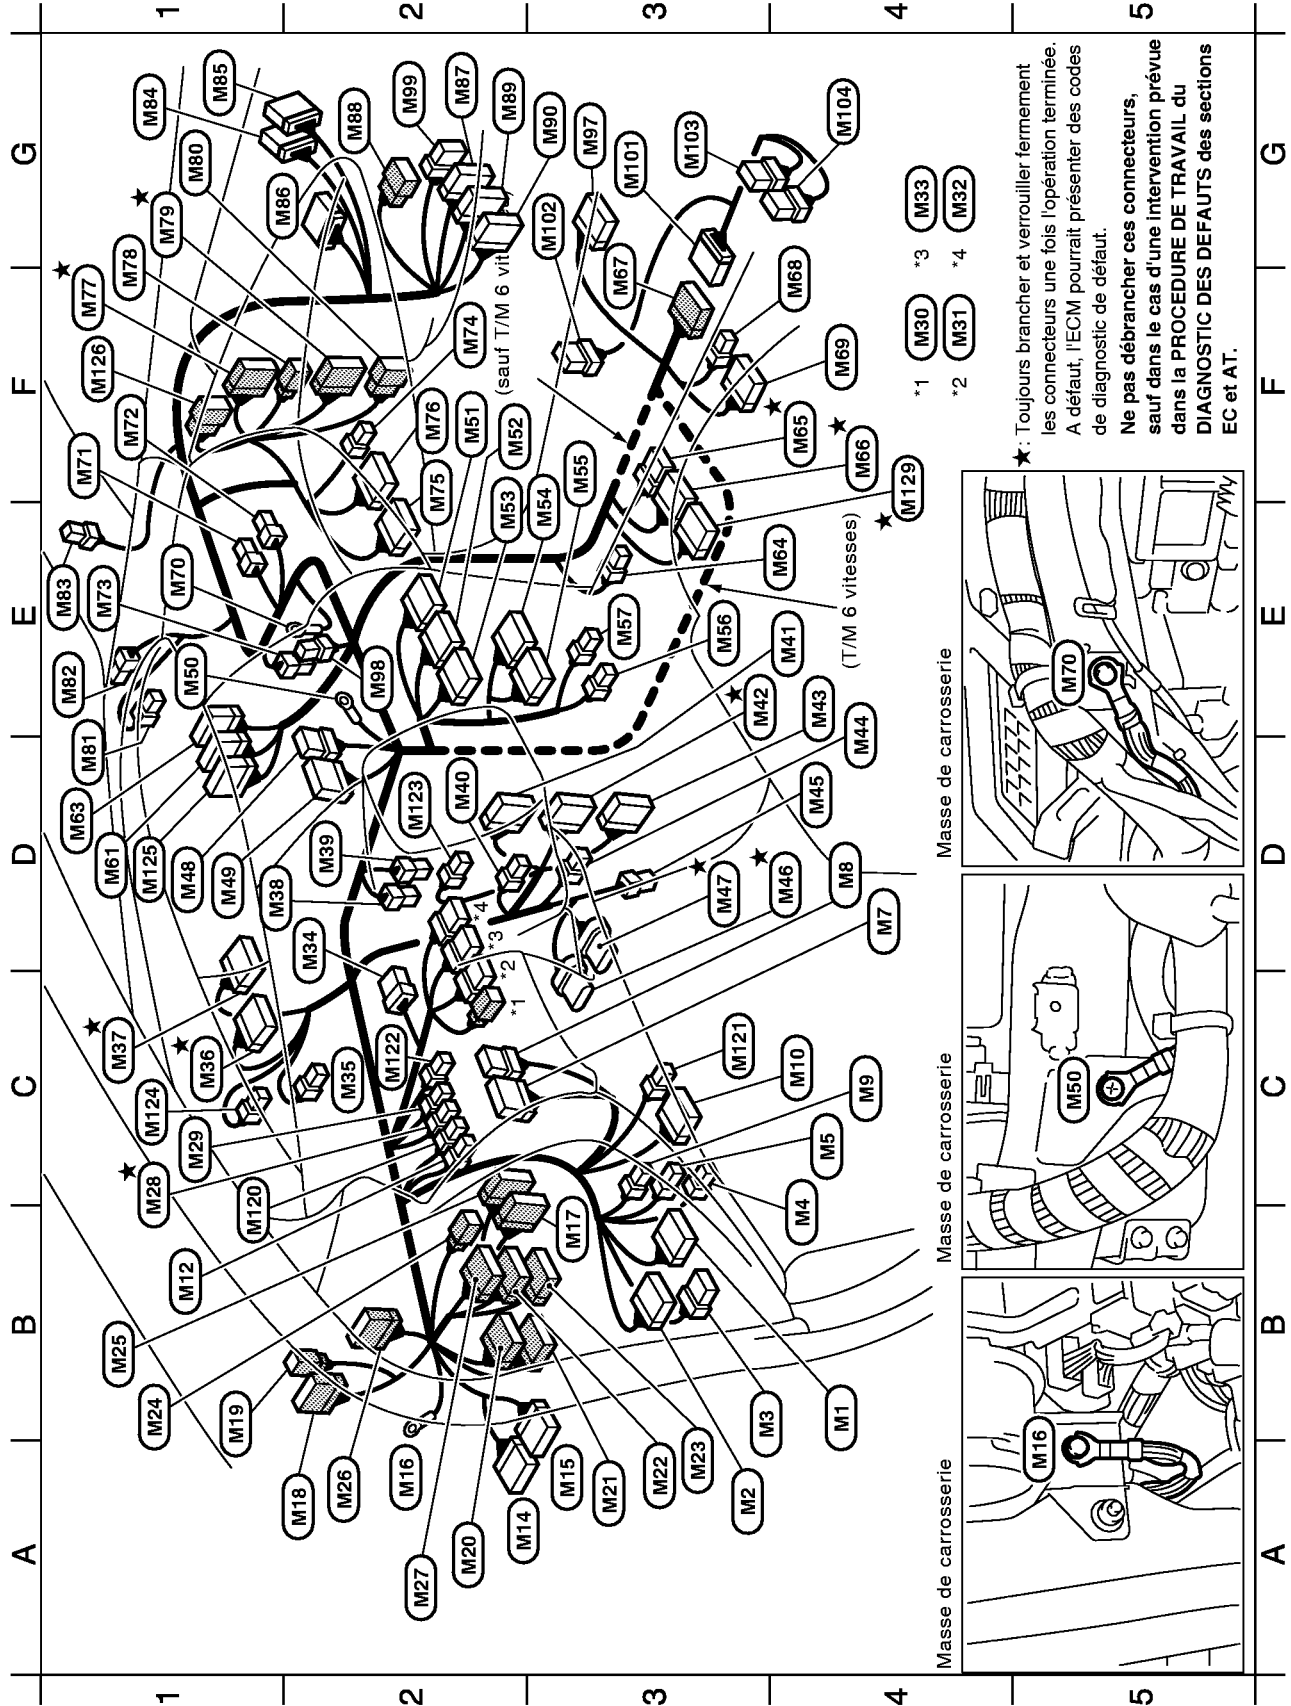 A B C D E F G
1
2
3
4
5
M84
M85
M80
M79
★
M78
★
M77
M126
M72
M71
M83
M73
M70
M82
M50
M81
M63
M61
M125
M48
M49
M38
M39
M34
M37
★
M36
★
M35
M124
M29
M28
★
M120
M12
M25
M24
M19
M18
M26
M16
M27
M20
M14
M15
M21
M22
M23
M2
M3
M1
M17
M4
M5
M9
M10
M121
M122
M7
M8
M46
★
M47
★
M45
M44
M43
M42
★
M41
M40
M123
M98
M56
M57
M64
M129
★
M66
★
M65
★
M69
M68
M67
M55
M54
M53
M52
M51
M76
M75
M74
M86
M88
M99
M87
M89
M90
M97
M102
M101
M103
M104
(sauf T/M 6 vit)
(T/M 6 vitesses)
*1
*2
*3
*4
*1 M30 *3 M33
*2 M31 *4 M32
★: Toujours brancher et verrouiller fermement
les connecteurs une fois l'opération terminée.
A défaut, l'ECM pourrait présenter des codes
de diagnostic de défaut.
Ne pas débrancher ces connecteurs,
sauf dans le cas d'une intervention prévue
dans la PROCEDURE DE TRAVAIL du
DIAGNOSTIC DES DEFAUTS des sections
EC et AT.
Masse de carrosserie
M16
Masse de carrosserie
M50
Masse de carrosserie
M70
A B C D E F G
1
2
3
4
5